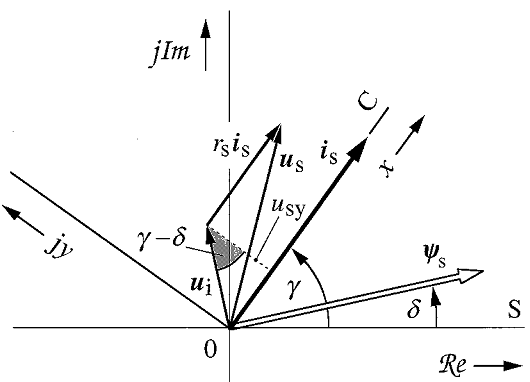 jIm
C
r_s i_s
u_s
i_s
x
u_sy
γ−δ
jy
u_i
ψ_s
γ
δ
S
0
Re